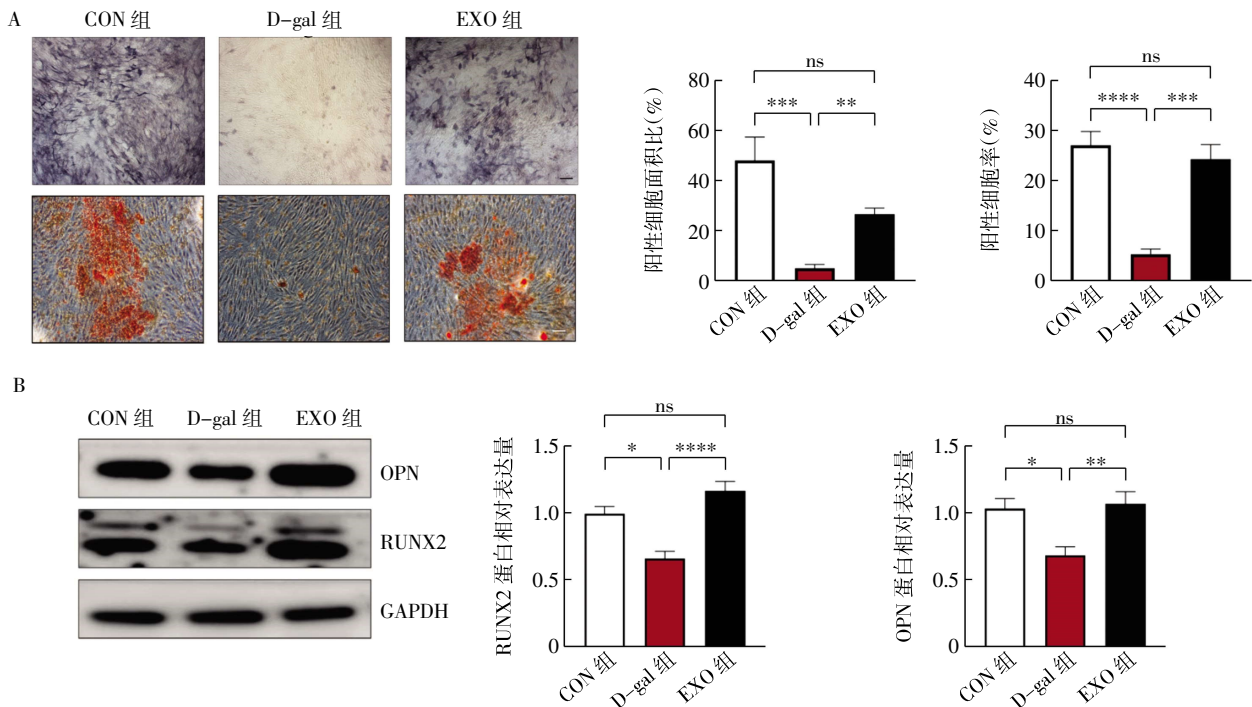 A
CON 组
D-gal 组
EXO 组
阳性细胞面积比(%)
80
60
40
20
0
ns
***
**
CON 组
D-gal 组
EXO 组
阳性细胞率(%)
40
30
20
10
0
ns
****
***
CON 组
D-gal 组
EXO 组
B
CON 组
D-gal 组
EXO 组
OPN
RUNX2
GAPDH
RUNX2 蛋白相对表达量
1.5
1.0
0.5
0
ns
*
****
CON 组
D-gal 组
EXO 组
OPN 蛋白相对表达量
1.5
1.0
0.5
0
ns
*
**
CON 组
D-gal 组
EXO 组